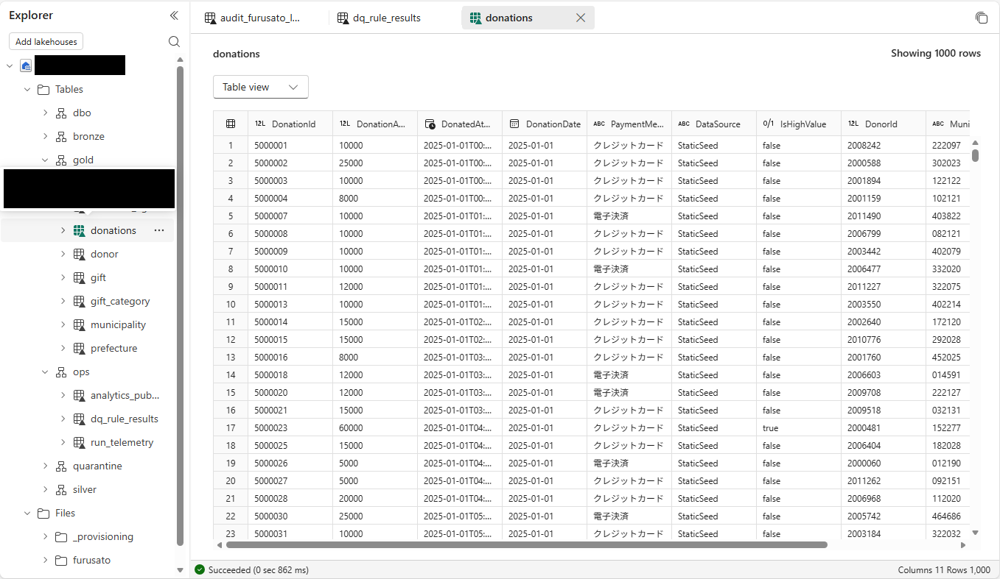 Explorer
Add lakehouses
Tables
dbo
bronze
gold
donations
donor
gift
gift_category
municipality
prefecture
ops
analytics_pub...
dq_rule_results
run_telemetry
quarantine
silver
Files
_provisioning
furusato
audit_furusato_l... dq_rule_results donations
donations Showing 1000 rows
Table view
12L DonationId 12L DonationA... DonatedAt... DonationDate ABC PaymentMe... ABC DataSource 0/1 IsHighValue 12L DonorId ABC Muni
1 5000001 10000 2025-01-01T00:... 2025-01-01 クレジットカード StaticSeed false 2008242 222097
2 5000002 25000 2025-01-01T00:... 2025-01-01 クレジットカード StaticSeed false 2000588 302023
3 5000003 10000 2025-01-01T00:... 2025-01-01 クレジットカード StaticSeed false 2001894 122122
4 5000004 8000 2025-01-01T00:... 2025-01-01 クレジットカード StaticSeed false 2001159 102121
5 5000007 10000 2025-01-01T01:... 2025-01-01 電子決済 StaticSeed false 2011490 403822
6 5000008 10000 2025-01-01T01:... 2025-01-01 クレジットカード StaticSeed false 2006799 082121
7 5000009 10000 2025-01-01T01:... 2025-01-01 クレジットカード StaticSeed false 2003442 402079
8 5000010 10000 2025-01-01T01:... 2025-01-01 電子決済 StaticSeed false 2006477 332020
9 5000011 12000 2025-01-01T01:... 2025-01-01 クレジットカード StaticSeed false 2011227 322075
10 5000013 10000 2025-01-01T01:... 2025-01-01 クレジットカード StaticSeed false 2003550 402214
11 5000014 15000 2025-01-01T02:... 2025-01-01 クレジットカード StaticSeed false 2002640 172120
12 5000015 15000 2025-01-01T02:... 2025-01-01 クレジットカード StaticSeed false 2010776 292028
13 5000016 8000 2025-01-01T03:... 2025-01-01 クレジットカード StaticSeed false 2001760 452025
14 5000018 12000 2025-01-01T03:... 2025-01-01 電子決済 StaticSeed false 2006603 014591
15 5000020 12000 2025-01-01T03:... 2025-01-01 電子決済 StaticSeed false 2009708 222127
16 5000021 15000 2025-01-01T03:... 2025-01-01 クレジットカード StaticSeed false 2009518 032131
17 5000023 60000 2025-01-01T04:... 2025-01-01 クレジットカード StaticSeed true 2000481 152277
18 5000025 15000 2025-01-01T04:... 2025-01-01 クレジットカード StaticSeed false 2006404 182028
19 5000026 5000 2025-01-01T04:... 2025-01-01 電子決済 StaticSeed false 2000060 012190
20 5000027 5000 2025-01-01T04:... 2025-01-01 クレジットカード StaticSeed false 2011262 092151
21 5000028 20000 2025-01-01T04:... 2025-01-01 クレジットカード StaticSeed false 2006968 112020
22 5000030 25000 2025-01-01T05:... 2025-01-01 電子決済 StaticSeed false 2005742 464686
23 5000031 10000 2025-01-01T05:... 2025-01-01 クレジットカード StaticSeed false 2003184 322032
Succeeded (0 sec 862 ms) Columns 11 Rows 1,000